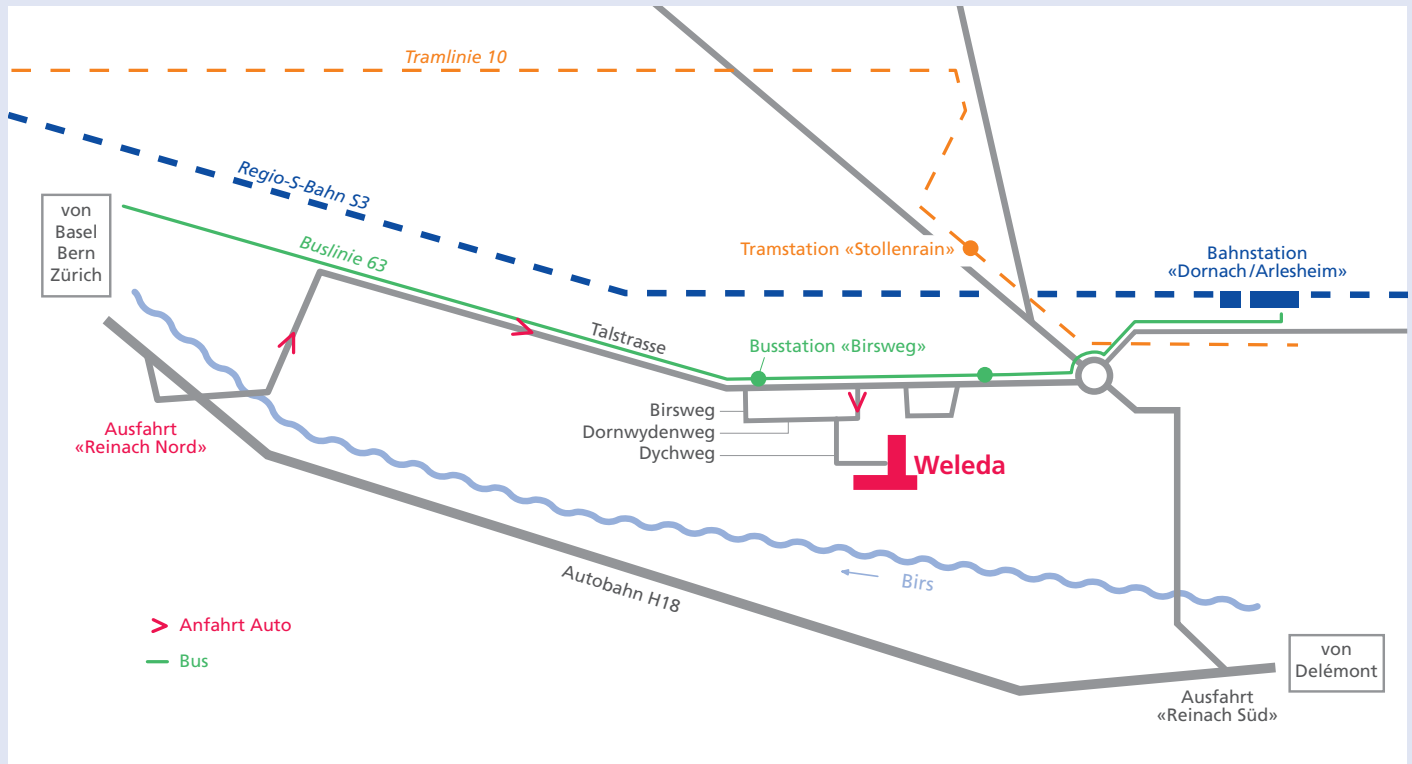 Tramlinie 10
Regio-S-Bahn S3
von
Basel
Bern
Zürich
Buslinie 63
Tramstation «Stollenrain»
Bahnstation
«Dornach/Arlesheim»
Talstrasse
Busstation «Birsweg»
Birsweg
Dornwydenweg
Dychweg
Ausfahrt
«Reinach Nord»
Weleda
Autobahn H18
Birs
Anfahrt Auto
Bus
von
Delémont
Ausfahrt
«Reinach Süd»